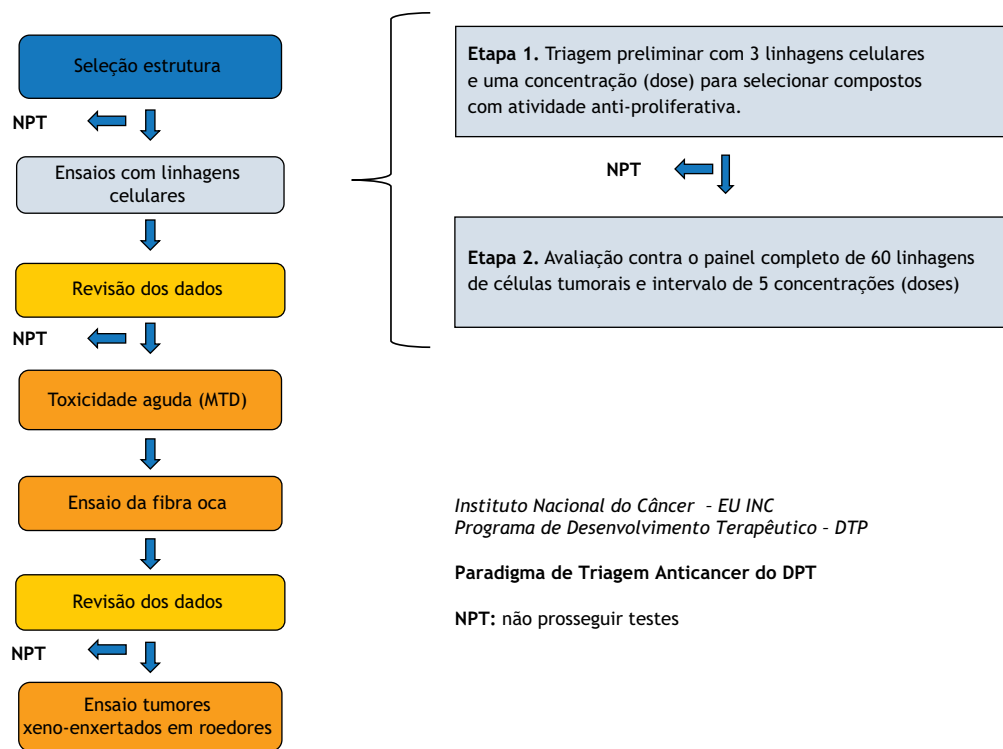 Seleção estrutura
NPT
Ensaios com linhagens
celulares
Revisão dos dados
NPT
Toxicidade aguda (MTD)
Ensaio da fibra oca
Revisão dos dados
NPT
Ensaio tumores
xeno-enxertados em roedores
Etapa 1. Triagem preliminar com 3 linhagens celulares
e uma concentração (dose) para selecionar compostos
com atividade anti-proliferativa.
NPT
Etapa 2. Avaliação contra o painel completo de 60 linhagens
de células tumorais e intervalo de 5 concentrações (doses)
Instituto Nacional do Câncer - EU INC
Programa de Desenvolvimento Terapêutico - DTP
Paradigma de Triagem Anticancer do DPT
NPT: não prosseguir testes